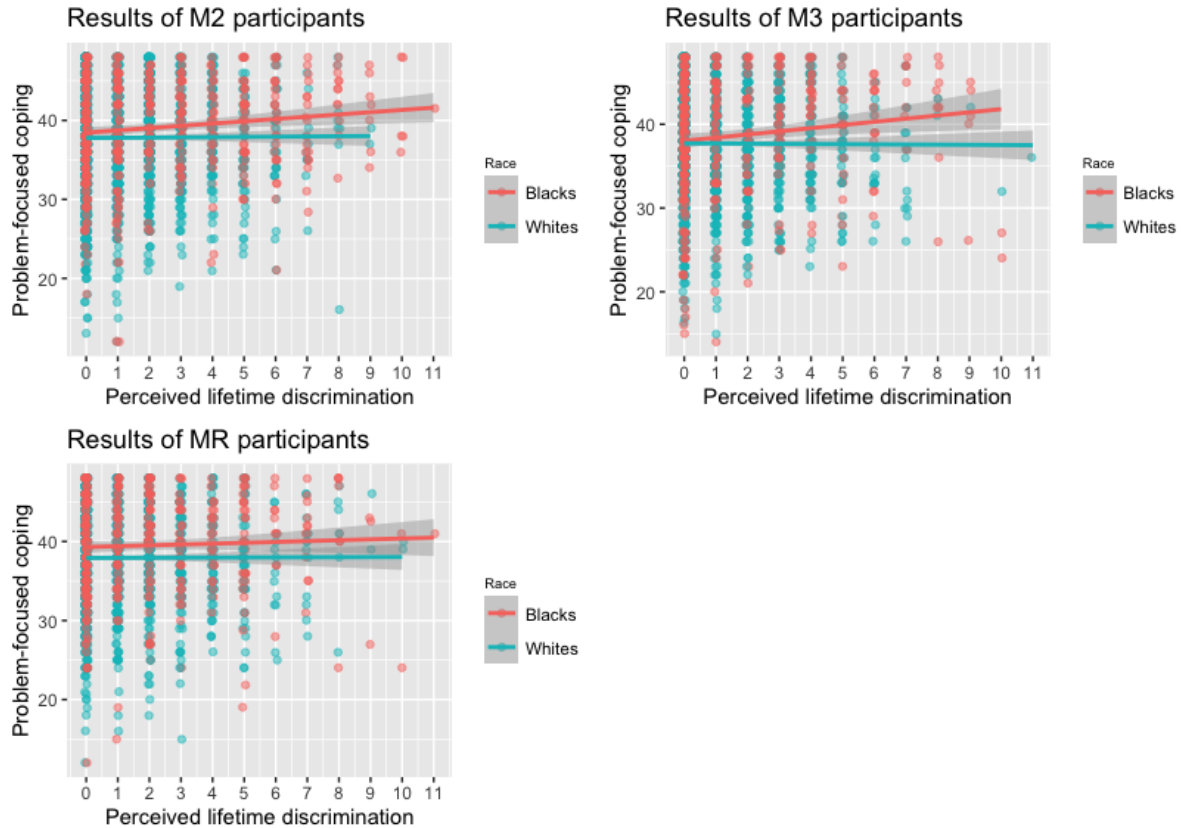 Results of M2 participants
Problem-focused coping
40
30
20
0 1 2 3 4 5 6 7 8 9 10 11
Perceived lifetime discrimination
Race
Blacks
Whites
Results of M3 participants
Problem-focused coping
40
30
20
0 1 2 3 4 5 6 7 8 9 10 11
Perceived lifetime discrimination
Race
Blacks
Whites
Results of MR participants
Problem-focused coping
40
30
20
0 1 2 3 4 5 6 7 8 9 10 11
Perceived lifetime discrimination
Race
Blacks
Whites